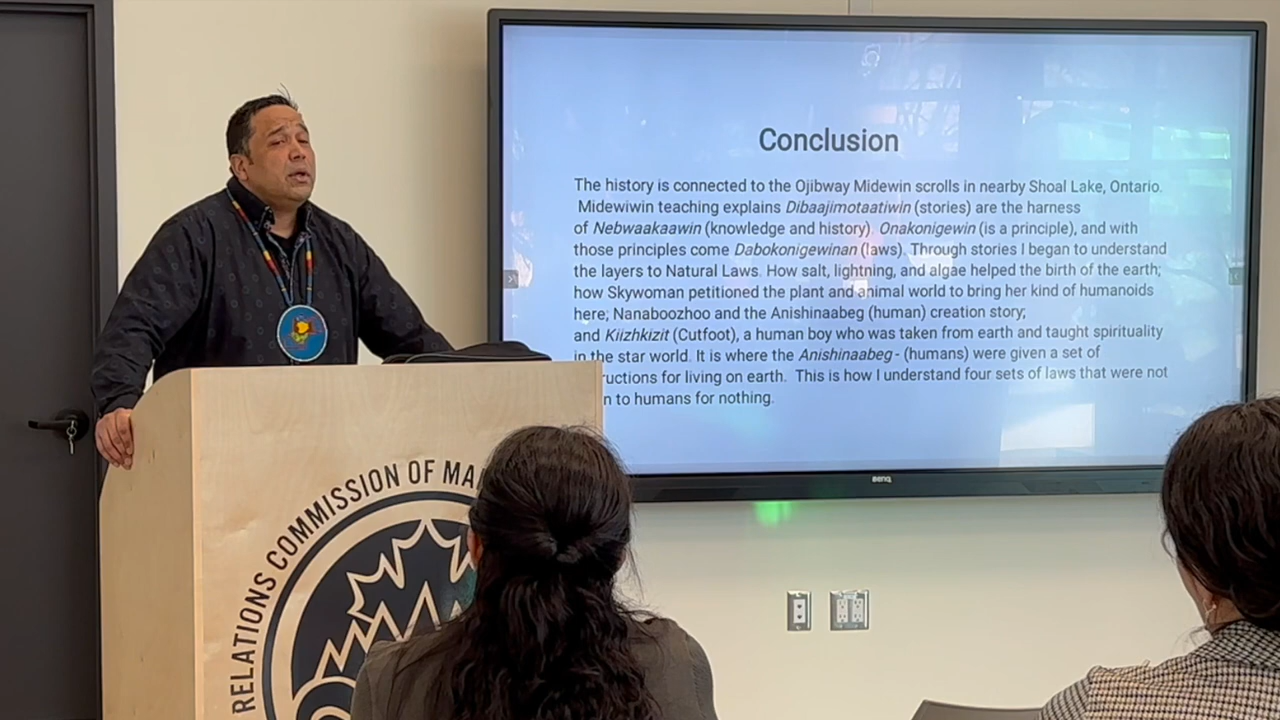 Conclusion
The history is connected to the Ojibway Midewin scrolls in nearby Shoal Lake, Ontario.
Midewiwin teaching explains Dibaajimotaatiwin (stories) are the harness
of Nebwaakaawin (knowledge and history). Onakonigewin (is a principle), and with
those principles come Dabokonigewinan (laws). Through stories I began to understand
the layers to Natural Laws. How salt, lightning, and algae helped the birth of the earth;
how Skywoman petitioned the plant and animal world to bring her kind of humanoids
here; Nanaboozhoo and the Anishinaabeg (human) creation story;
and Kiizhkizit (Cutfoot), a human boy who was taken from earth and taught spirituality
in the star world. It is where the Anishinaabeg - (humans) were given a set of
ructions for living on earth. This is how I understand four sets of laws that were not
n to humans for nothing.
BenQ
RELATIONS COMMISSION OF MA